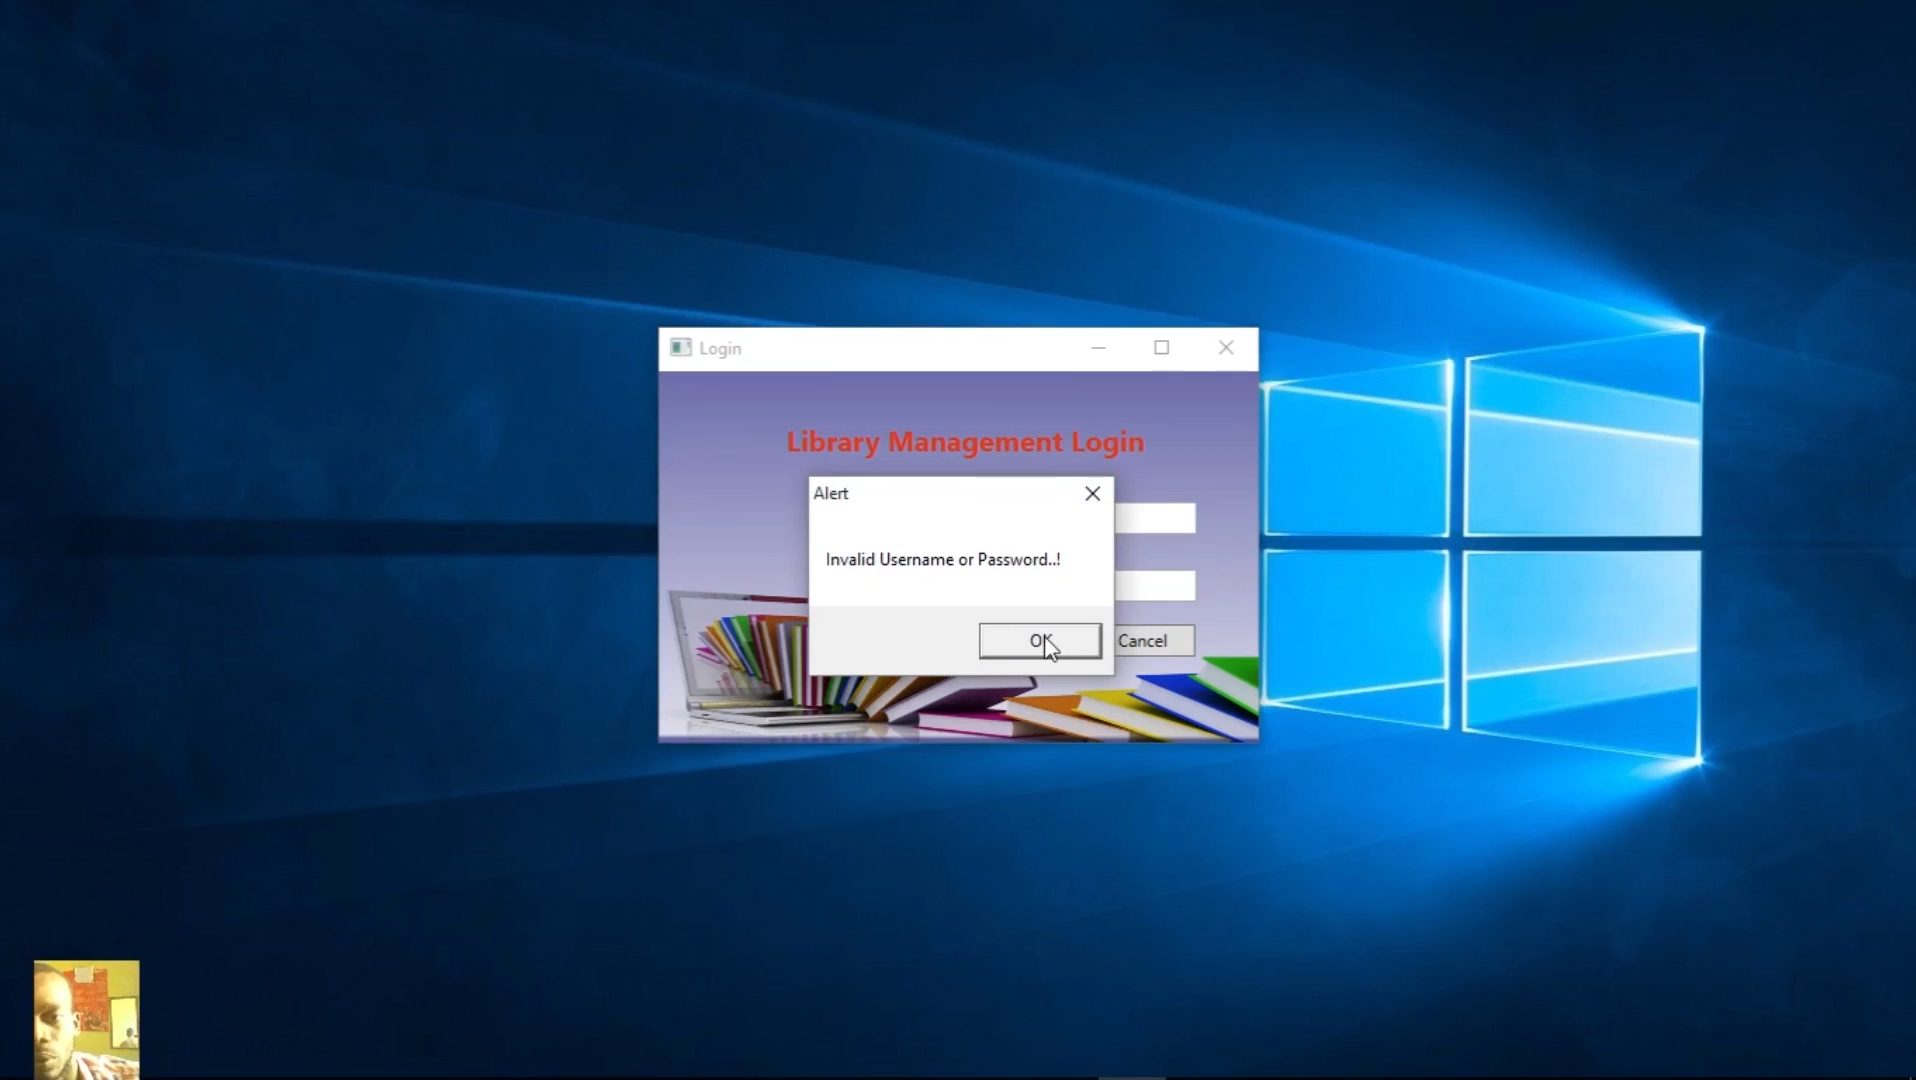 Login
Library Management Login
Alert
Invalid Username or Password..!
OK
Cancel